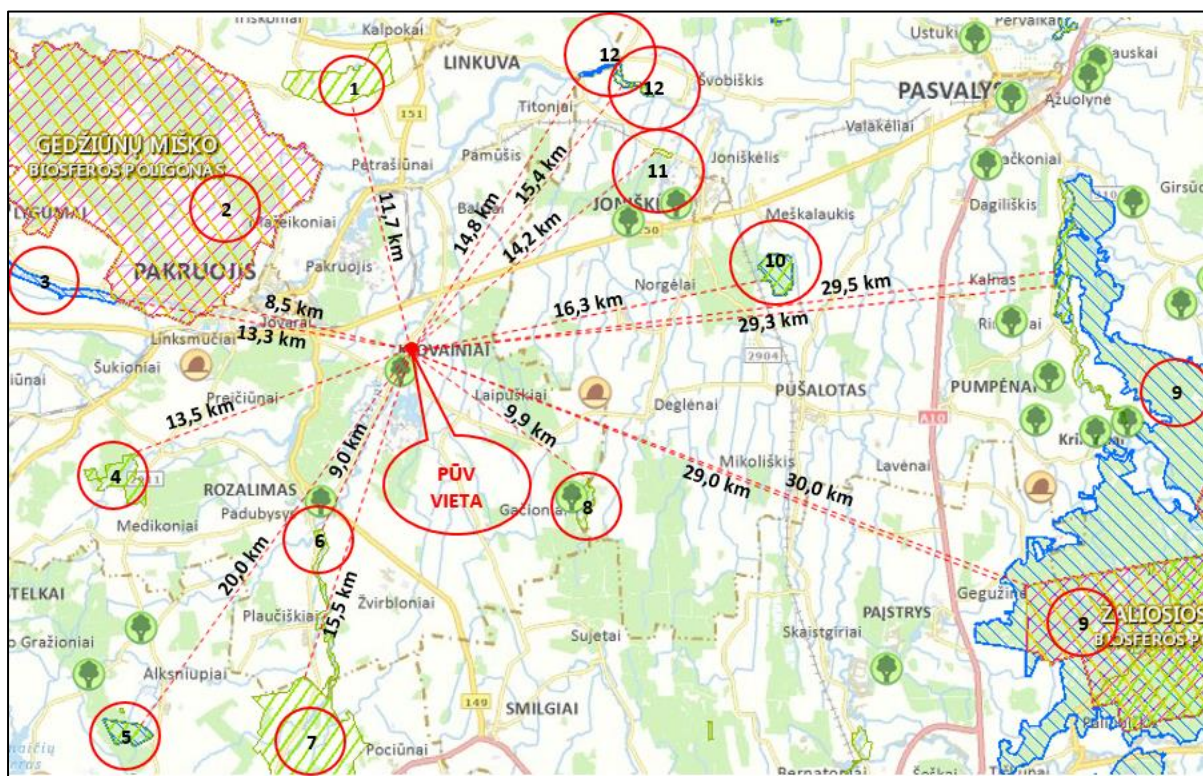 Kalpokai
LINKUVA
12
12
Švobiškis
Ustuki
1
151
Titoniai
PASVALYS
Ąžuolynė
GEDŽIŪNŲ MIŠKO
BIOSFEROS POLIGONAS
Petrašiūnai
Pamūšis
Valakėliai
Joniškėlis
11
2
11,7 km
14,8 km
15,4 km
14,2 km
Dagiliškis
Meškalaukis
3
PAKRUOJIS
Pakruojis
10
Norgėlai
29,5 km
Kalnas
8,5 km
16,3 km
29,3 km
Linksmučiai
13,3 km
Šukioniai
2904
Preičiūnai
Laipuškiai
Deglėnai
PUŠALOTAS
PUMPĖNAI
A10
9
13,5 km
9,9 km
9,0 km
4
PŪV
VIETA
Mikoliškis
Lavėnai
29,0 km
30,0 km
ROZALIMAS
Padubysys
Medikoniai
8
6
20,0 km
15,5 km
Žvirbloniai
Gegužinė
9
Sujetai
Skaistgiriai
Alksniupiai
149
SMILGIAI
5
7
Pociūnai